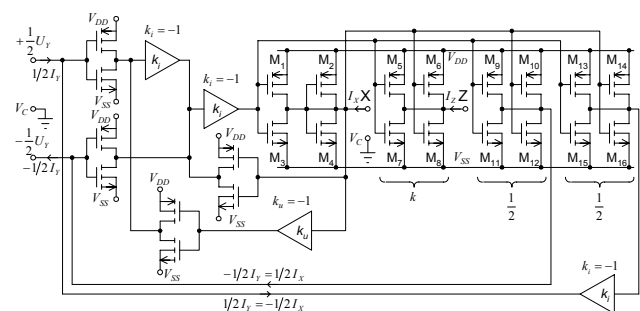 +1/2 U_Y
1/2 I_Y
V_C
-1/2 U_Y
-1/2 I_Y
V_DD
V_SS
V_DD
V_SS
k_i = -1
k_i
k_i = -1
k_i
V_DD
V_SS
V_DD
V_SS
k_u = -1
k_u
M_1 M_2 M_5 M_6 V_DD M_9 M_10 M_13 M_14
I_X X I_Z Z
V_C
M_3 M_4 M_7 M_8 V_SS M_11 M_12 M_15 M_16
k 1/2 1/2
-1/2 I_Y = 1/2 I_X
1/2 I_Y = -1/2 I_X
k_i = -1
k_i